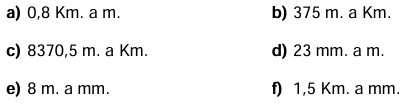 a) 0,8 Km. a m. b) 375 m. a Km.
c) 8370,5 m. a Km. d) 23 mm. a m.
e) 8 m. a mm. f) 1,5 Km. a mm.